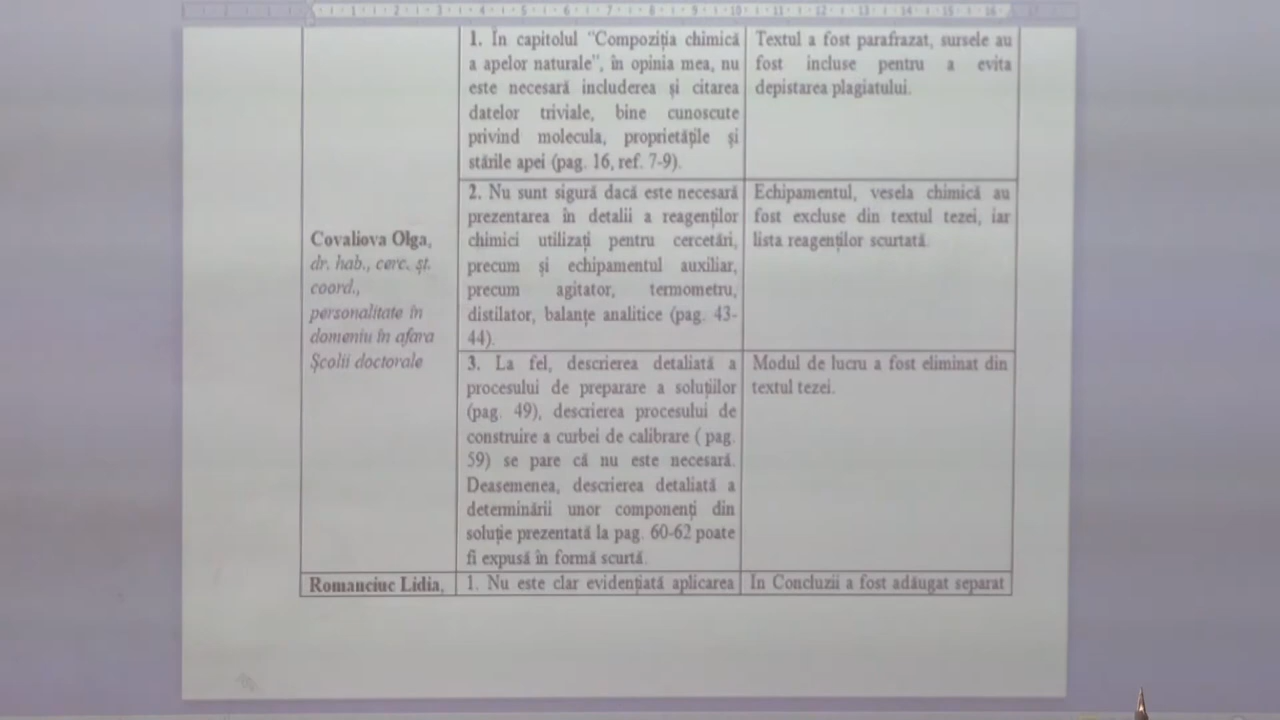 1. În capitolul “Compoziția chimică
a apelor naturale”, în opinia mea, nu
este necesară includerea și citarea
datelor triviale, bine cunoscute
privind molecula, proprietățile și
stările apei (pag. 16, ref. 7-9).
Textul a fost parafrazat, sursele au
fost incluse pentru a evita
depistarea plagiatului.
Covaliova Olga,
dr. hab., cerc. șt.
coord.,
personalitate în
domeniu în afara
Școlii doctorale
2. Nu sunt sigură dacă este necesară
prezentarea în detalii a reagenților
chimici utilizați pentru cercetări,
precum și echipamentul auxiliar,
precum agitator, termometru,
distilator, balanțe analitice (pag. 43-
44).
Echipamentul, vesela chimică au
fost excluse din textul tezei, iar
lista reagenților scurtată.
3. La fel, descrierea detaliată a
procesului de preparare a soluțiilor
(pag. 49), descrierea procesului de
construire a curbei de calibrare ( pag.
59) se pare că nu este necesară.
Deasemenea, descrierea detaliată a
determinării unor componenți din
soluție prezentată la pag. 60-62 poate
fi expusă în formă scurtă.
Modul de lucru a fost eliminat din
textul tezei.
Romanciuc Lidia,
1. Nu este clar evidențiată aplicarea
In Concluzii a fost adăugat separat